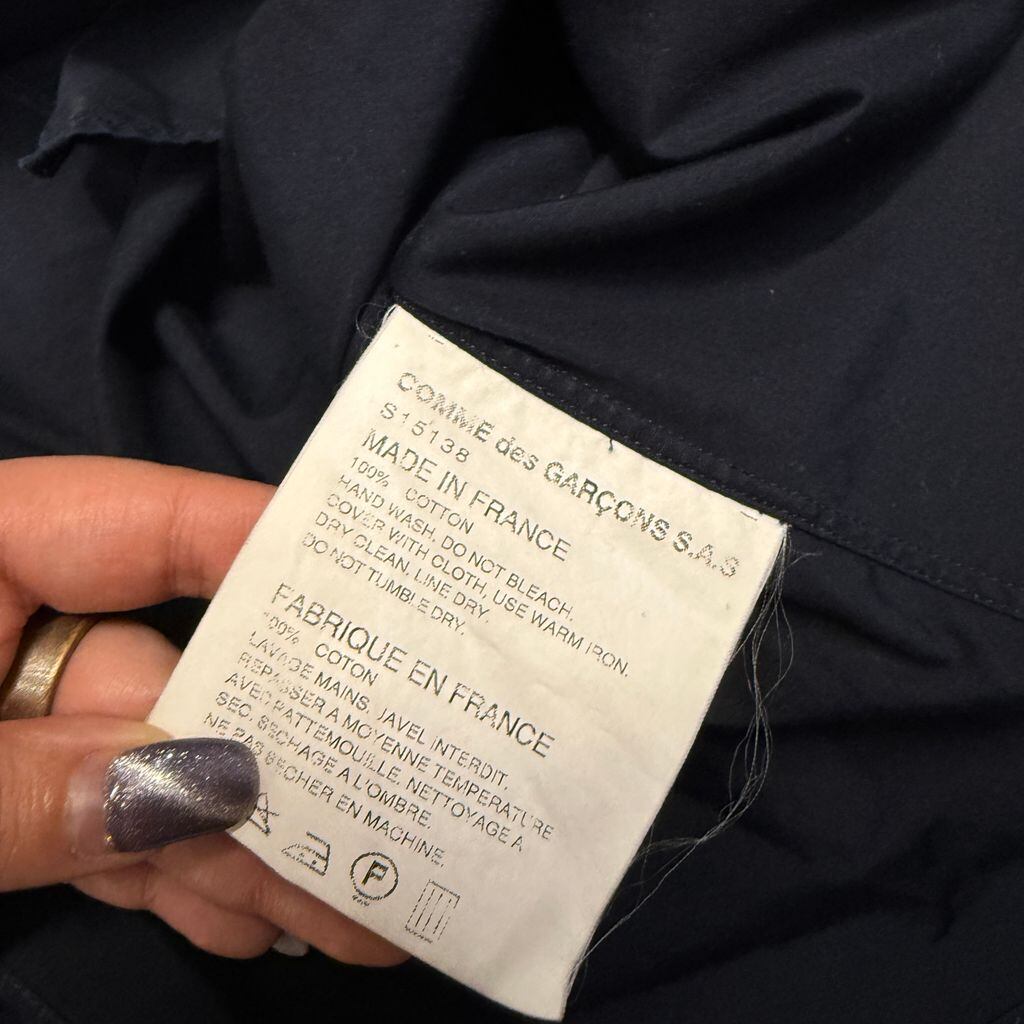 COMME des GARÇONS S.A.S
S15138
MADE IN FRANCE
100% COTTON
HAND WASH, DO NOT BLEACH,
COVER WITH CLOTH, USE WARM IRON.
DRY CLEAN, LINE DRY.
DO NOT TUMBLE DRY.
FABRIQUE EN FRANCE
100% COTON
LAVAGE MAINS, JAVEL INTERDIT,
REPASSER A MOYENNE TEMPERATURE
AVEC PATTEMOUILLE, NETTOYAGE A
SEC, SECHAGE A L'OMBRE,
NE PAS SECHER EN MACHINE,
F